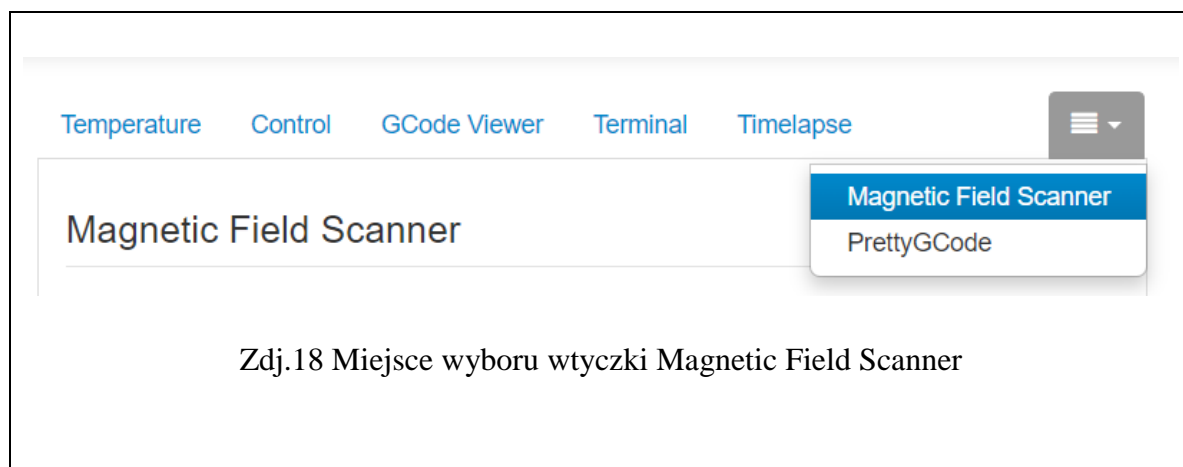 Temperature Control GCode Viewer Terminal Timelapse
Magnetic Field Scanner
Magnetic Field Scanner
PrettyGCode
Zdj.18 Miejsce wyboru wtyczki Magnetic Field Scanner